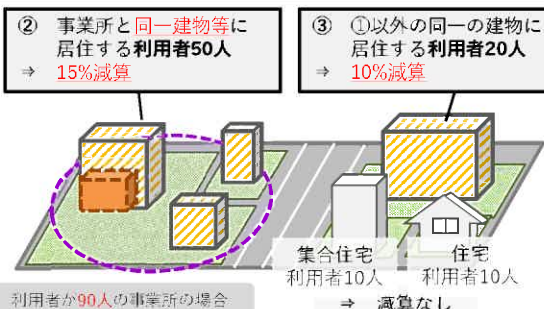 ② 事業所と同一建物等に
居住する利用者50人
⇒ 15%減算
③ ①以外の同一の建物に
居住する利用者20人
⇒ 10%減算
集合住宅
利用者10人
住宅
利用者10人
⇒ 減算なし
利用者が90人の事業所の場合